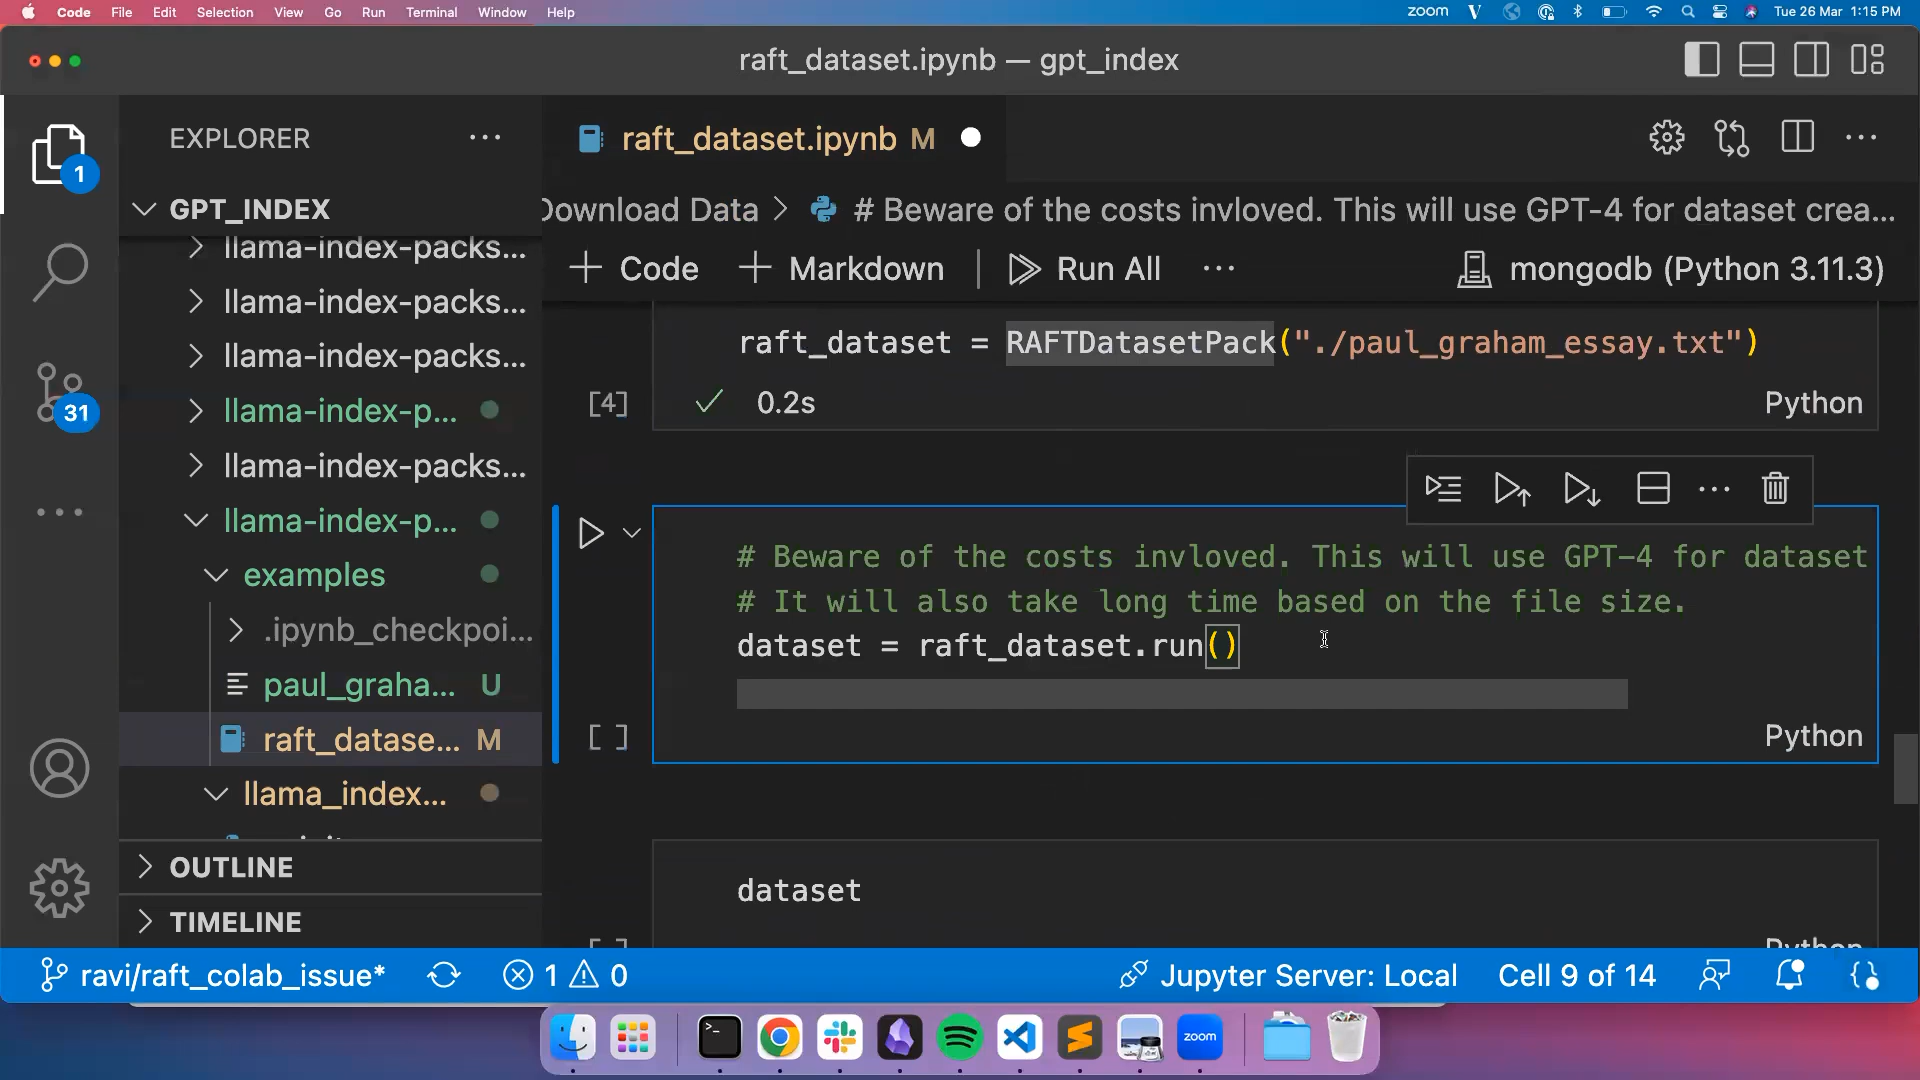 Code File Edit Selection View Go Run Terminal Window Help zoom Tue 26 Mar 1:15 PM
raft_dataset.ipynb — gpt_index
EXPLORER
raft_dataset.ipynb M
1
GPT_INDEX
Download Data > # Beware of the costs invloved. This will use GPT-4 for dataset crea...
llama-index-packs...
Code Markdown Run All ... mongodb (Python 3.11.3)
llama-index-packs...
raft_dataset = RAFTDatasetPack("./paul_graham_essay.txt")
llama-index-packs...
[4] 0.2s Python
31
llama-index-p...
llama-index-packs...
llama-index-p...
# Beware of the costs invloved. This will use GPT-4 for dataset
examples
# It will also take long time based on the file size.
.ipynb_checkpoi...
dataset = raft_dataset.run()
paul_graha... U
raft_datase... M
[ ] Python
llama_index...
OUTLINE
dataset
TIMELINE
Python
ravi/raft_colab_issue* 1 0 Jupyter Server: Local Cell 9 of 14
zoom